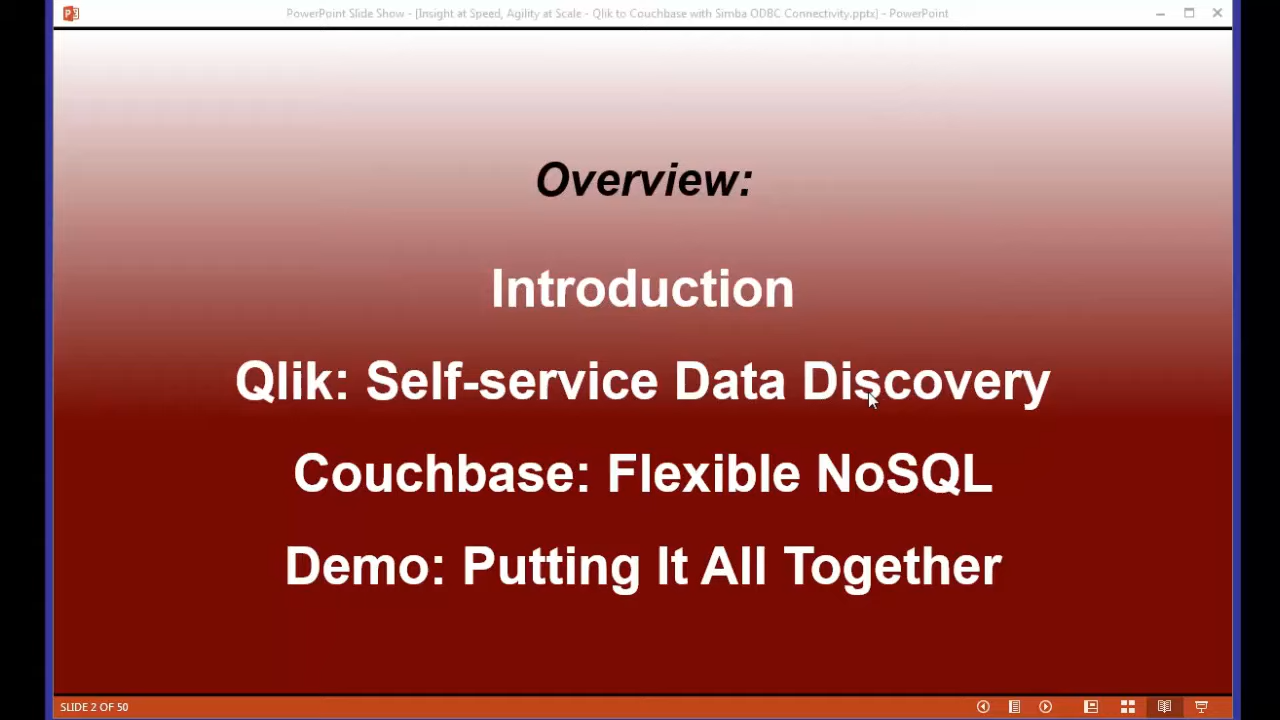 PowerPoint Slide Show - [Insight at Speed, Agility at Scale - Qlik to Couchbase with Simba ODBC Connectivity.pptx] - PowerPoint
Overview:
Introduction
Qlik: Self-service Data Discovery
Couchbase: Flexible NoSQL
Demo: Putting It All Together
SLIDE 2 OF 50